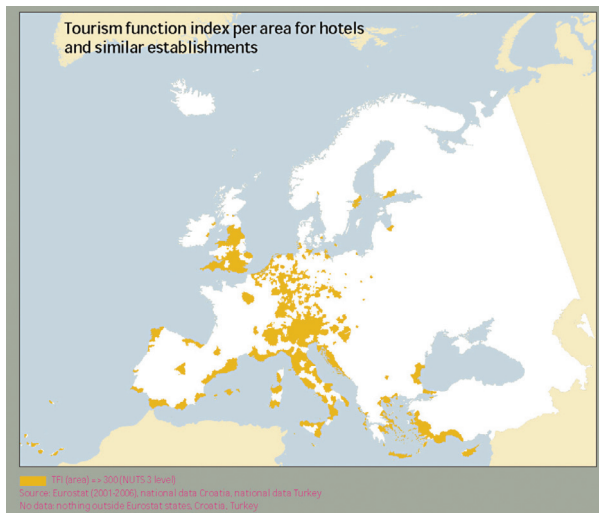 Tourism function index per area for hotels
and similar establishments
TFI (area) => 300 (NUTS 3 level)
Source: Eurostat (2001-2006), national data Croatia, national data Turkey
No data: nothing outside Eurostat states, Croatia, Turkey